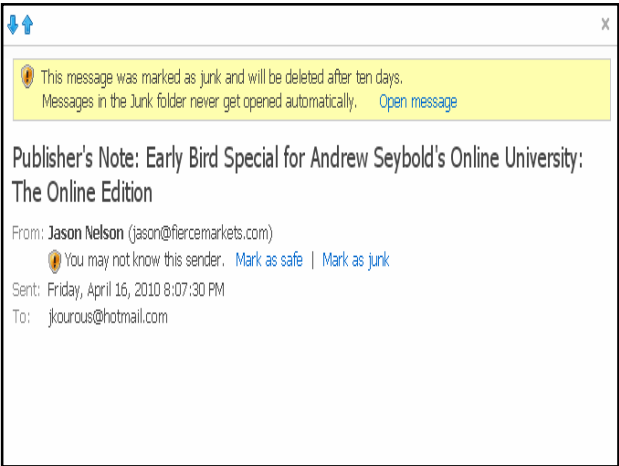 This message was marked as junk and will be deleted after ten days.
Messages in the Junk folder never get opened automatically. Open message
Publisher's Note: Early Bird Special for Andrew Seybold's Online University:
The Online Edition
From: Jason Nelson (jason@fiercemarkets.com)
You may not know this sender. Mark as safe | Mark as junk
Sent: Friday, April 16, 2010 8:07:30 PM
To: jkourous@hotmail.com